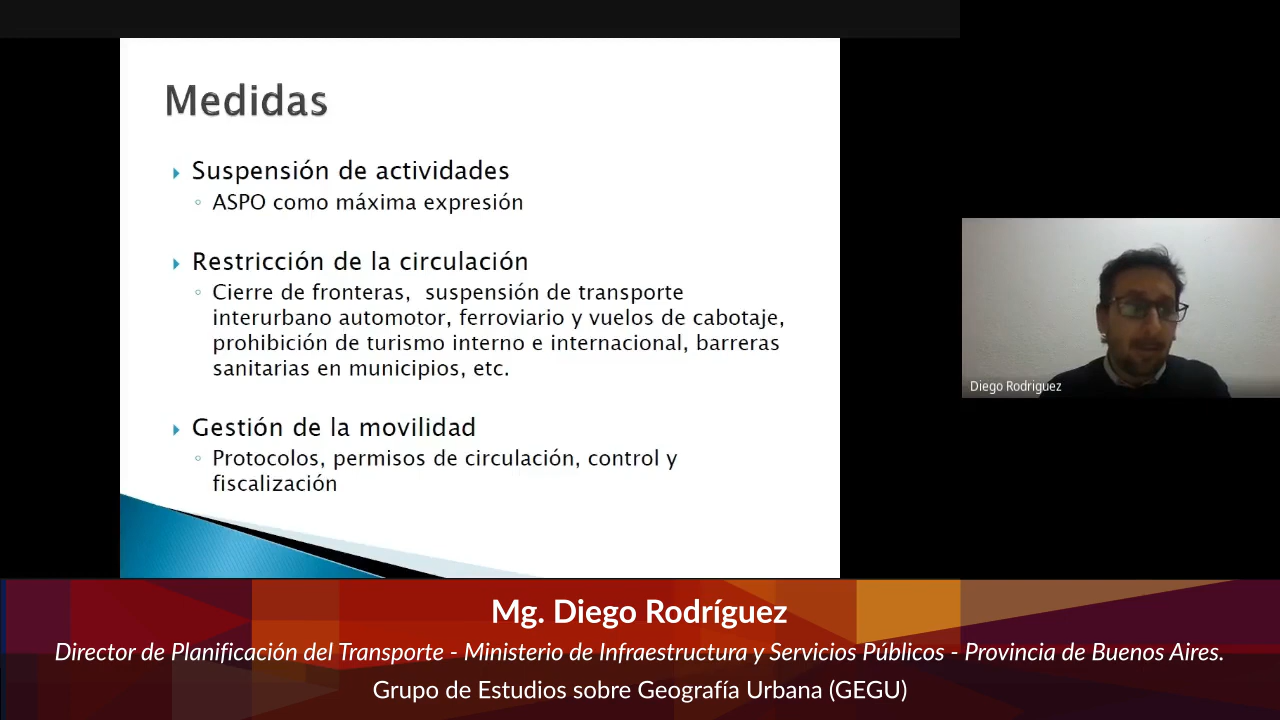 Medidas
Suspensión de actividades
ASPO como máxima expresión
Restricción de la circulación
Cierre de fronteras, suspensión de transporte
interurbano automotor, ferroviario y vuelos de cabotaje,
prohibición de turismo interno e internacional, barreras
sanitarias en municipios, etc.
Gestión de la movilidad
Protocolos, permisos de circulación, control y
fiscalización
Diego Rodriguez
Mg. Diego Rodríguez
Director de Planificación del Transporte - Ministerio de Infraestructura y Servicios Públicos - Provincia de Buenos Aires.
Grupo de Estudios sobre Geografía Urbana (GEGU)